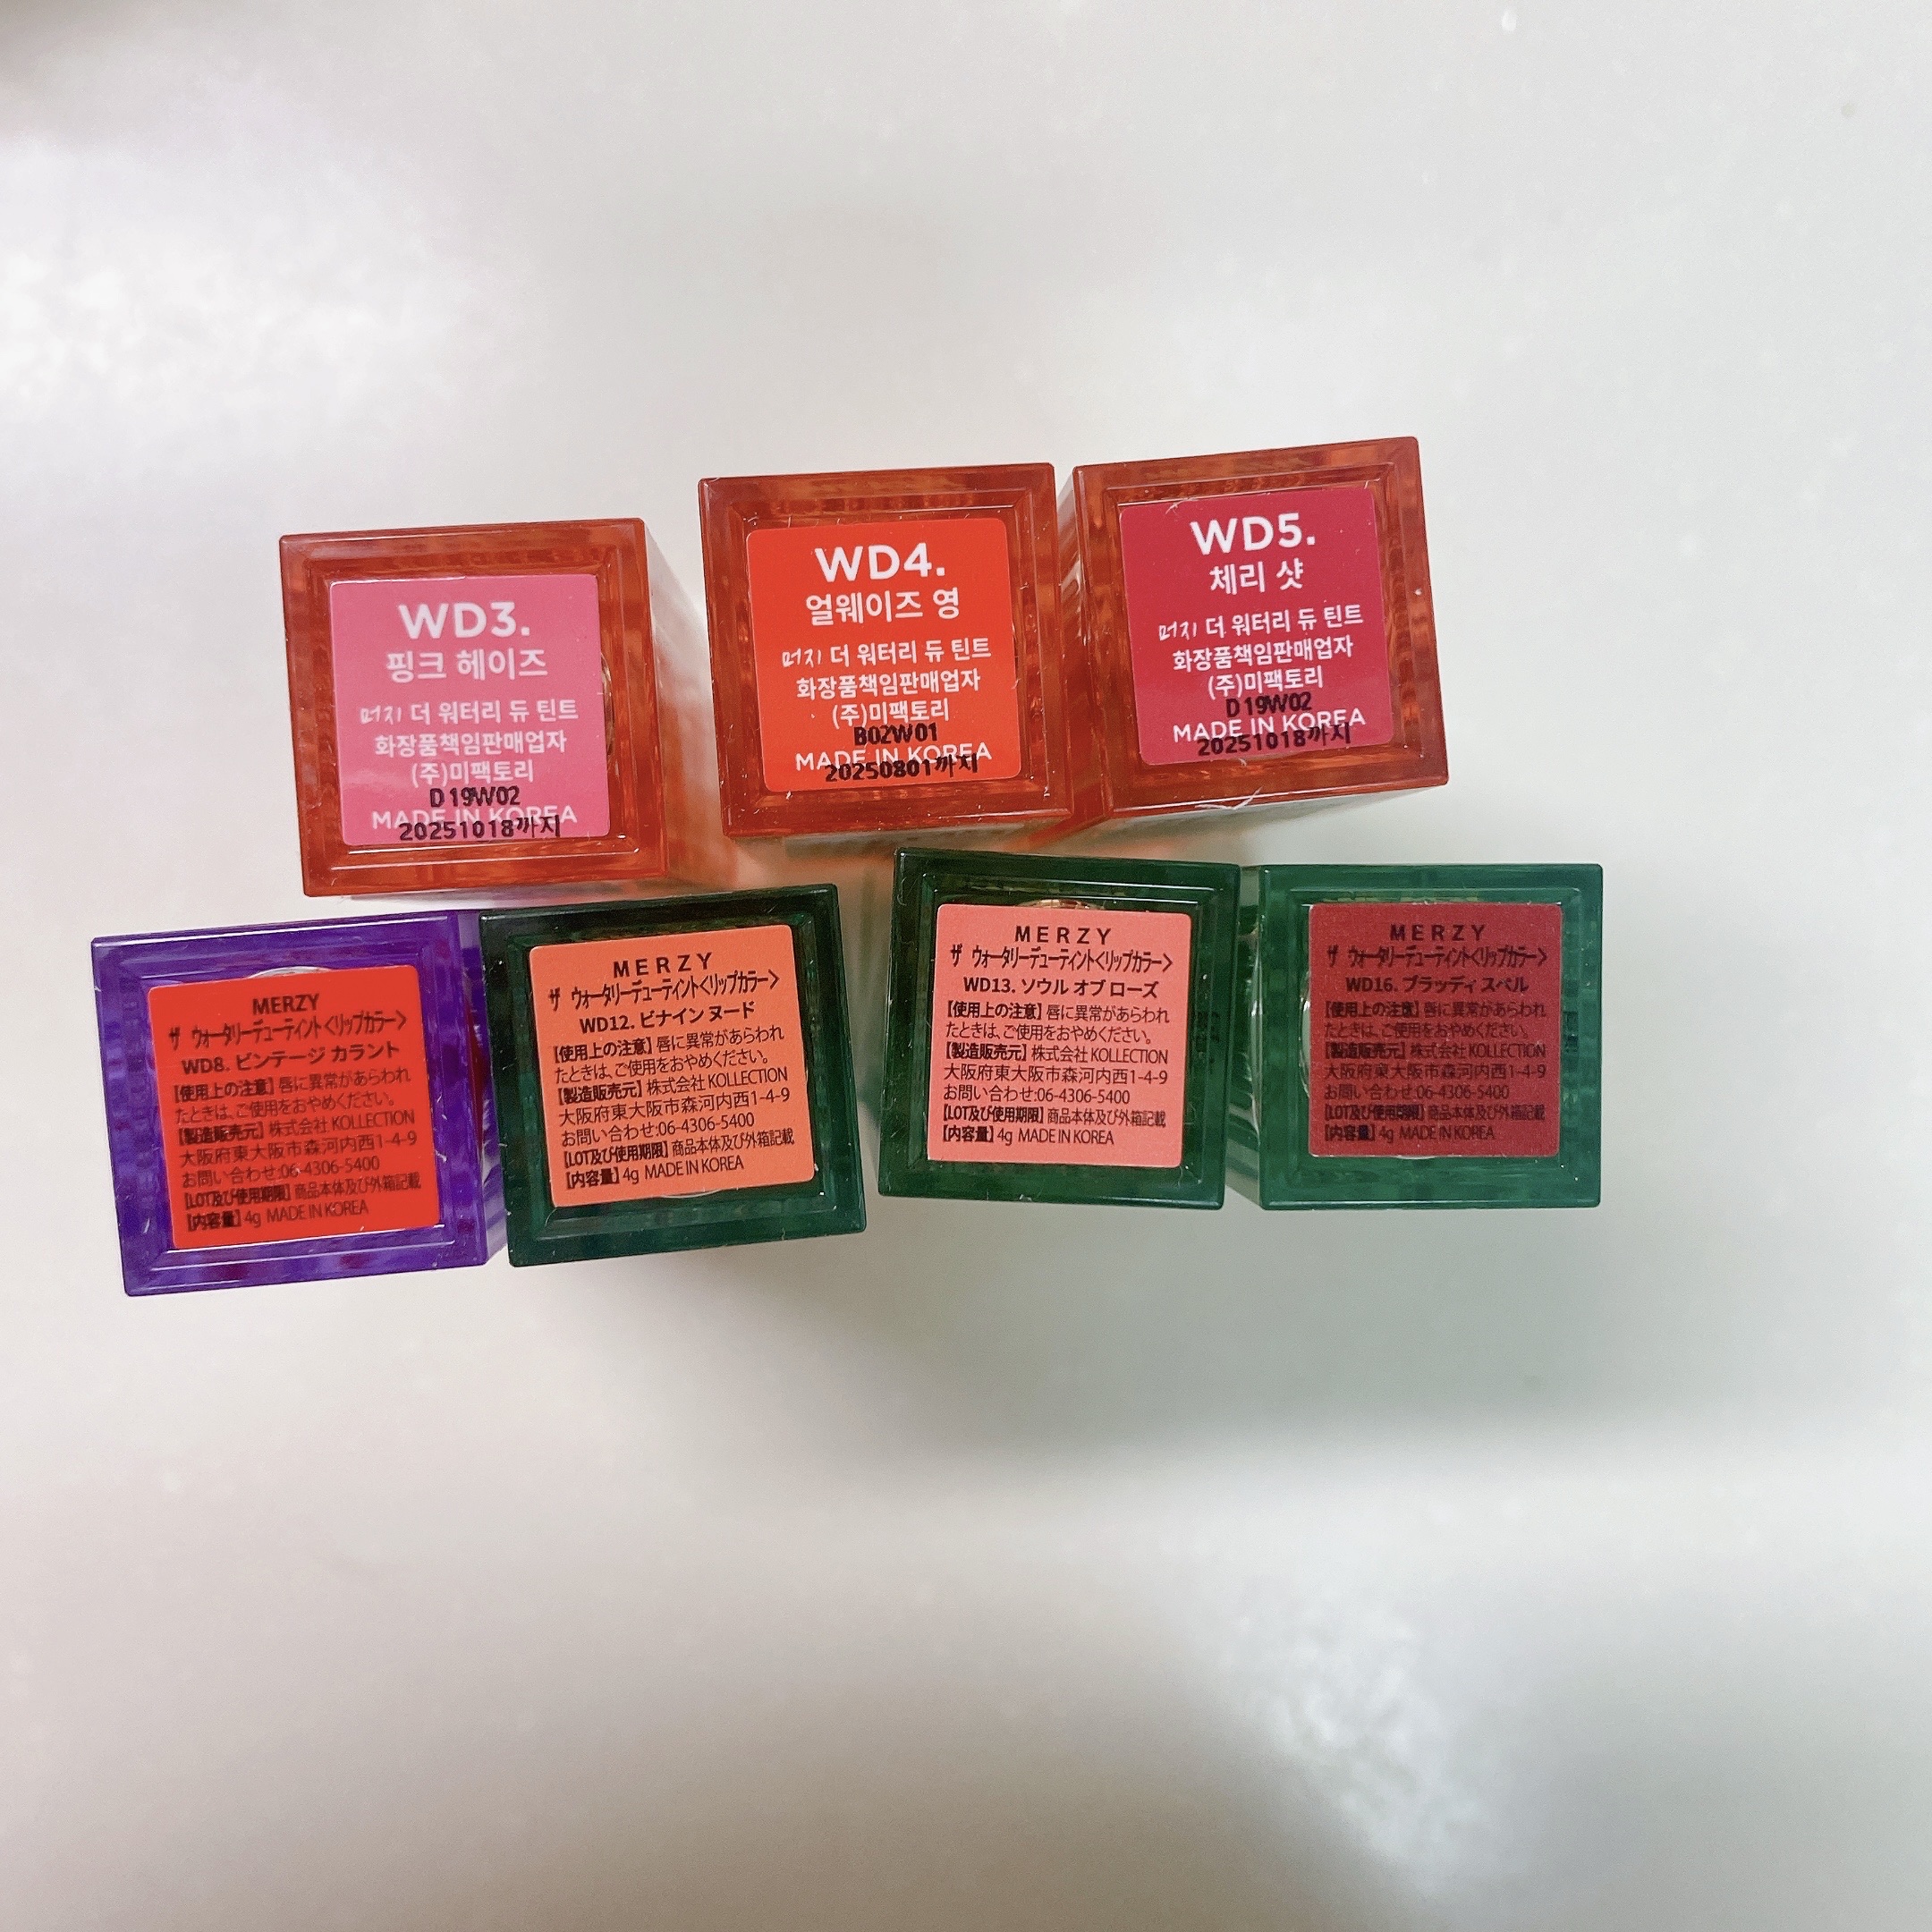 WD3.
핑크 헤이즈
머지 더 워터리 듀 틴트
화장품책임판매업자
(주)미팩토리
D19W02
MADE IN KOREA
20251018까지
WD4.
얼웨이즈 영
머지 더 워터리 듀 틴트
화장품책임판매업자
(주)미팩토리
B02W01
MADE IN KOREA
20250801까지
WD5.
체리 샷
머지 더 워터리 듀 틴트
화장품책임판매업자
(주)미팩토리
D19W02
MADE IN KOREA
20251018까지
MERZY
ザ ウォータリーデューティント<リップカラー>
WD8. ビンテージ カラント
【使用上の注意】唇に異常があらわれ
たときは、ご使用をおやめください。
【製造販売元】株式会社 KOLLECTION
大阪府東大阪市森河内西1-4-9
お問い合わせ:06-4306-5400
【LOT及び使用期限】商品本体及び外箱記載
【内容量】4g MADE IN KOREA
MERZY
ザ ウォータリーデューティント<リップカラー>
WD12. ビナイン ヌード
【使用上の注意】唇に異常があらわれ
たときは、ご使用をおやめください。
【製造販売元】株式会社 KOLLECTION
大阪府東大阪市森河内西1-4-9
お問い合わせ:06-4306-5400
【LOT及び使用期限】商品本体及び外箱記載
【内容量】4g MADE IN KOREA
MERZY
ザ ウォータリーデューティント<リップカラー>
WD13. ソウル オブ ローズ
【使用上の注意】唇に異常があらわれ
たときは、ご使用をおやめください。
【製造販売元】株式会社 KOLLECTION
大阪府東大阪市森河内西1-4-9
お問い合わせ:06-4306-5400
【LOT及び使用期限】商品本体及び外箱記載
【内容量】4g MADE IN KOREA
MERZY
ザ ウォータリーデューティント<リップカラー>
WD16. ブラッディ スペル
【使用上の注意】唇に異常があらわれ
たときは、ご使用をおやめください。
【製造販売元】株式会社 KOLLECTION
大阪府東大阪市森河内西1-4-9
お問い合わせ:06-4306-5400
【LOT及び使用期限】商品本体及び外箱記載
【内容量】4g MADE IN KOREA